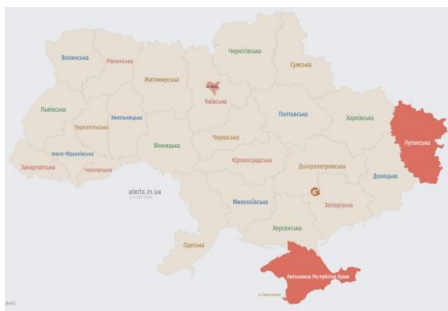 Чернігівська
Волинська
Рівненська
Сумська
Житомирська
Київська
Львівська
Полтавська
Харківська
Тернопільська
Хмельницька
Луганська
Черкаська
Вінницька
Івано-Франківська
Кіровоградська
Дніпропетровська
Закарпатська
Чернівецька
Донецька
alerts.in.ua
Миколаївська
Запорізька
Херсонська
Одеська
Автономна Республіка Крим